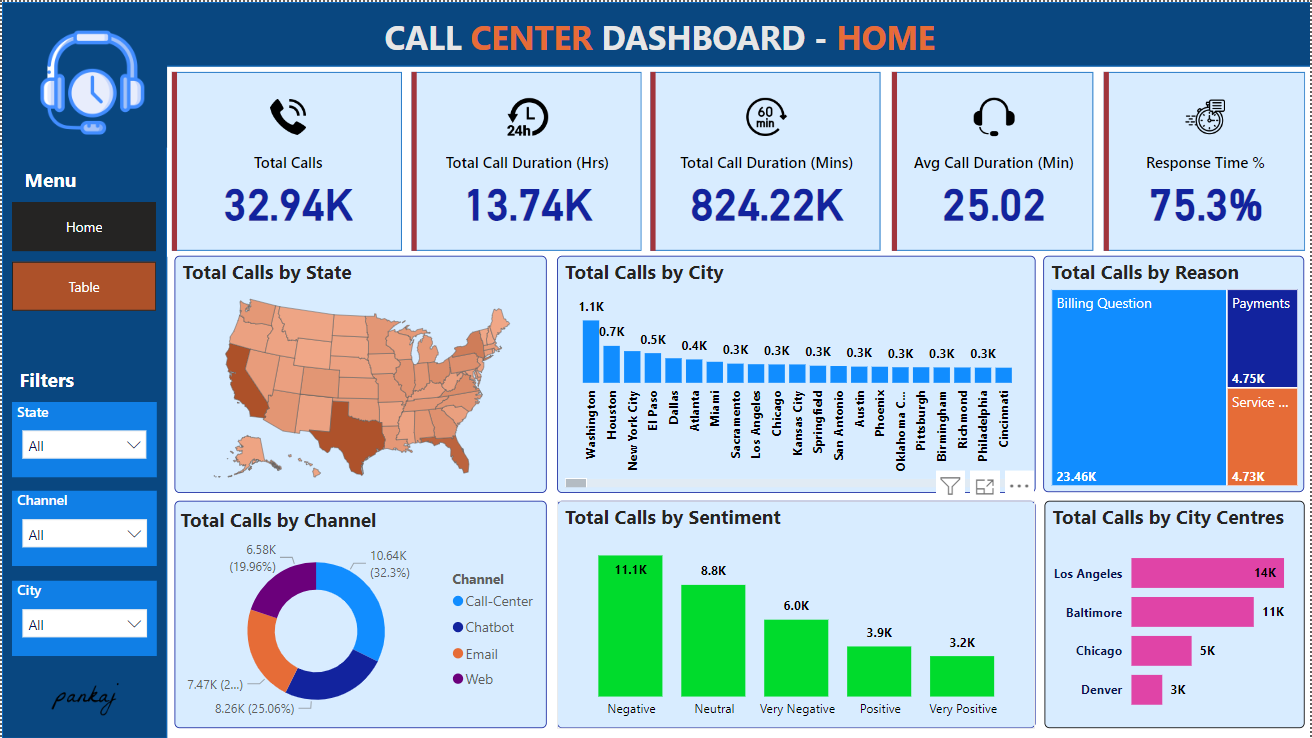 CALL CENTER DASHBOARD - HOME
Menu
Home
Table
Filters
State
All
Channel
All
City
All
pankaj
24h
60
min
Total Calls
32.94K
Total Call Duration (Hrs)
13.74K
Total Call Duration (Mins)
824.22K
Avg Call Duration (Min)
25.02
Response Time %
75.3%
Total Calls by State
Total Calls by City
1.1K
0.7K
0.5K
0.4K
0.3K
0.3K
0.3K
0.3K
0.3K
0.3K
0.3K
Washington
Houston
New York City
El Paso
Dallas
Atlanta
Miami
Sacramento
Los Angeles
Chicago
Kansas City
Springfield
San Antonio
Austin
Phoenix
Oklahoma C...
Pittsburgh
Birmingham
Richmond
Philadelphia
Cincinnati
Total Calls by Reason
Billing Question
23.46K
Payments
4.75K
Service ...
4.73K
Total Calls by Channel
6.58K
(19.96%)
10.64K
(32.3%)
7.47K (2...)
8.26K (25.06%)
Channel
Call-Center
Chatbot
Email
Web
Total Calls by Sentiment
11.1K
8.8K
6.0K
3.9K
3.2K
Negative
Neutral
Very Negative
Positive
Very Positive
Total Calls by City Centres
Los Angeles 14K
Baltimore 11K
Chicago 5K
Denver 3K